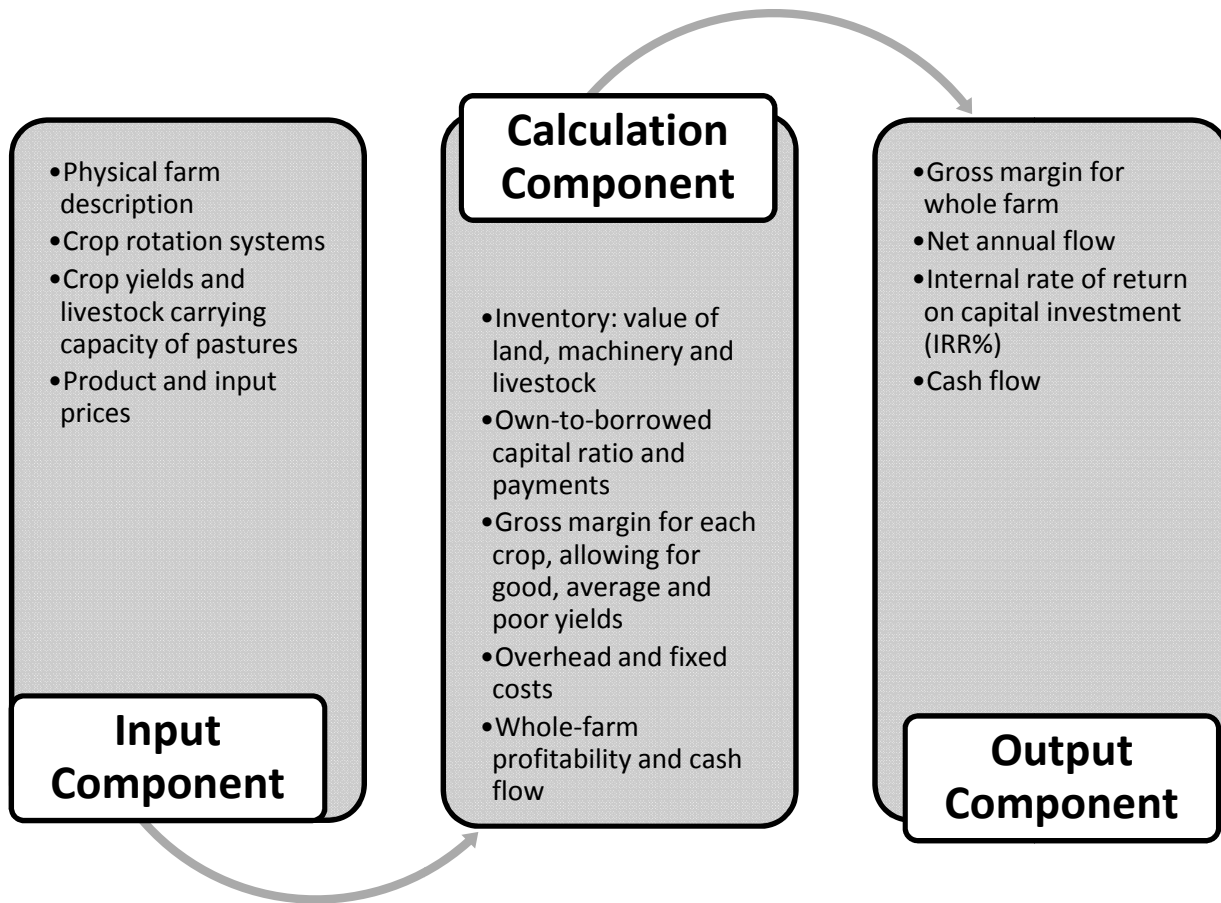 •Physical farm
description
•Crop rotation systems
•Crop yields and
livestock carrying
capacity of pastures
•Product and input
prices
Input
Component
Calculation
Component
•Inventory: value of
land, machinery and
livestock
•Own-to-borrowed
capital ratio and
payments
•Gross margin for each
crop, allowing for
good, average and
poor yields
•Overhead and fixed
costs
•Whole-farm
profitability and cash
flow
•Gross margin for
whole farm
•Net annual flow
•Internal rate of return
on capital investment
(IRR%)
•Cash flow
Output
Component